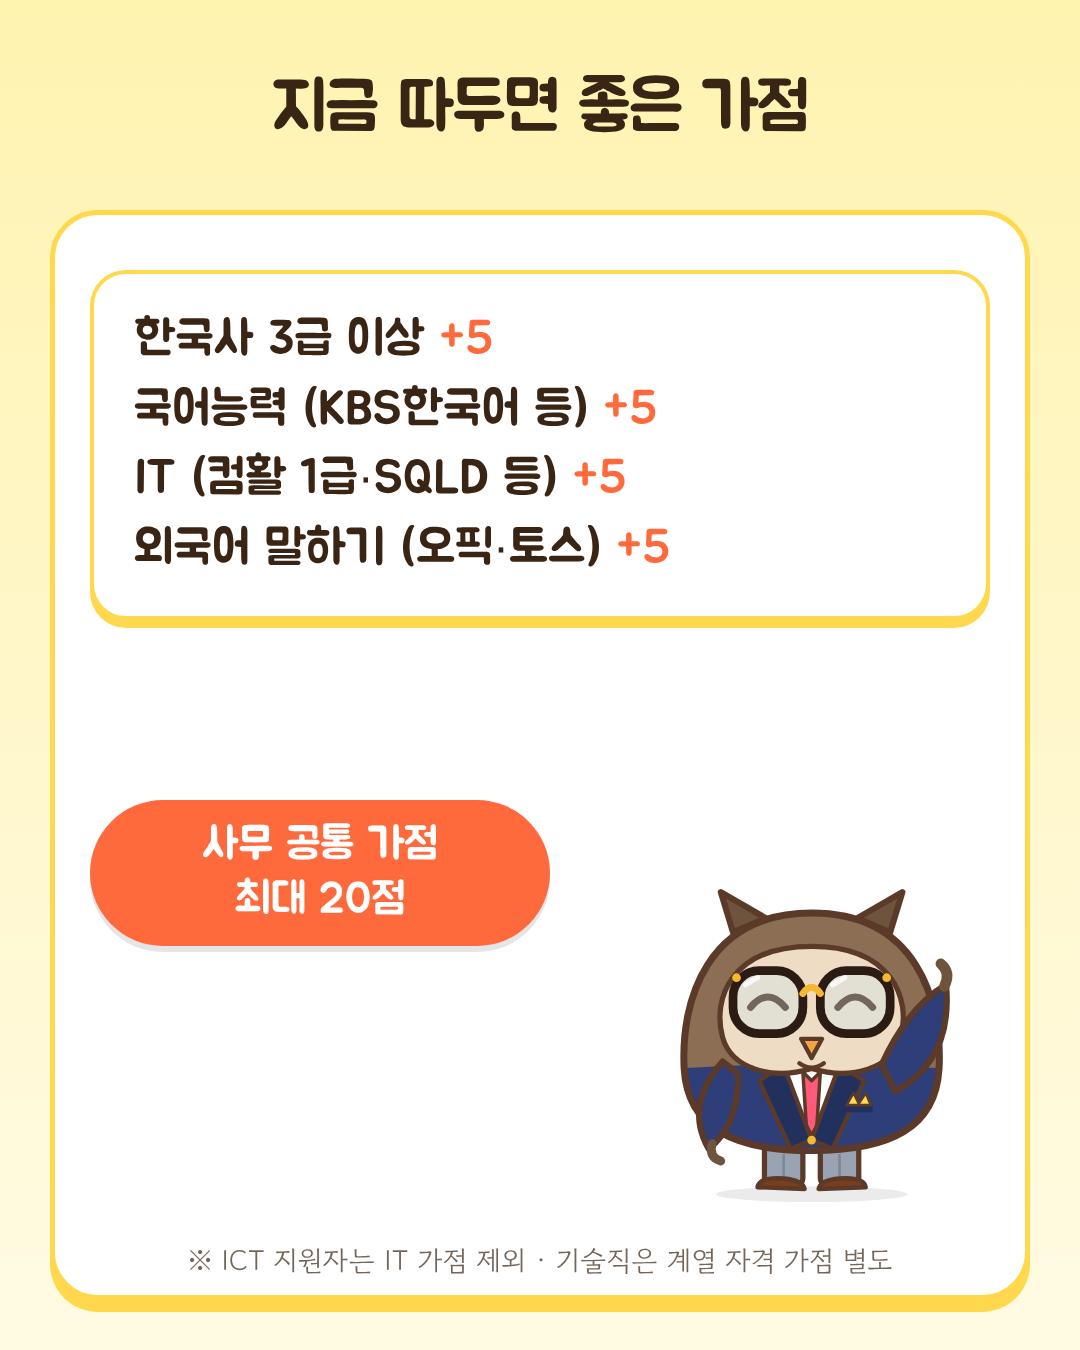 지금 따두면 좋은 가점
한국사 3급 이상 +5
국어능력 (KBS한국어 등) +5
IT (컴활 1급·SQLD 등) +5
외국어 말하기 (오픽·토스) +5
사무 공통 가점
최대 20점
※ ICT 지원자는 IT 가점 제외 · 기술직은 계열 자격 가점 별도